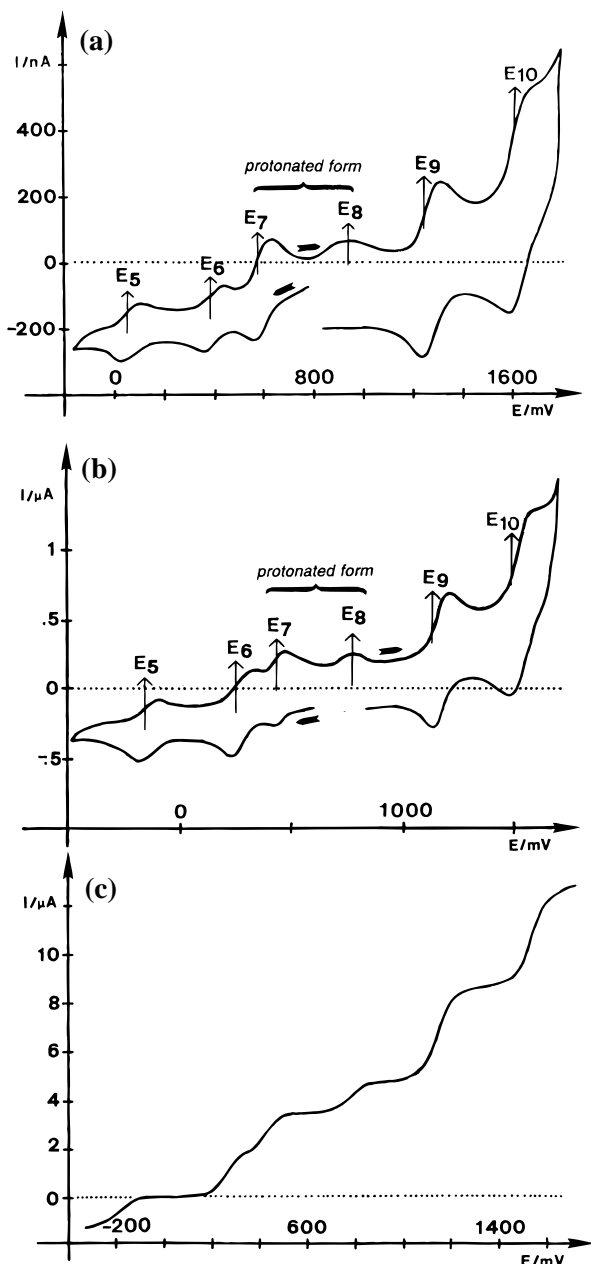 (a)
I/nA
E10
400
protonated form
E9
200
E7
E8
0
E5
E6
-200
0 800 1600
E/mV
(b)
I/µA
E10
1
protonated form
E9
.5
E5
E6
E7
E8
0
-.5
0 1000
E/mV
(c)
I/µA
10
8
6
4
2
0
-200 600 1400
E/mV